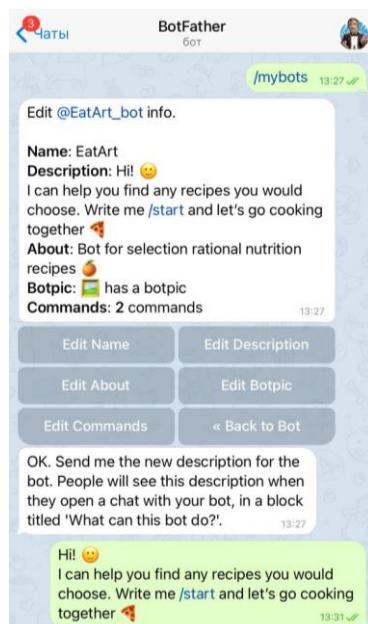 3
Чаты
BotFather
бот
/mybots 13:27
Edit @EatArt_bot info.
Name: EatArt
Description: Hi! 🙂
I can help you find any recipes you would
choose. Write me /start and let's go cooking
together 🍕
About: Bot for selection rational nutrition
recipes 🍊
Botpic: 🖼 has a botpic
Commands: 2 commands
13:27
Edit Name
Edit Description
Edit About
Edit Botpic
Edit Commands
« Back to Bot
OK. Send me the new description for the
bot. People will see this description when
they open a chat with your bot, in a block
titled 'What can this bot do?'. 13:27
Hi! 🙂
I can help you find any recipes you would
choose. Write me /start and let's go cooking
together 🍕 13:31